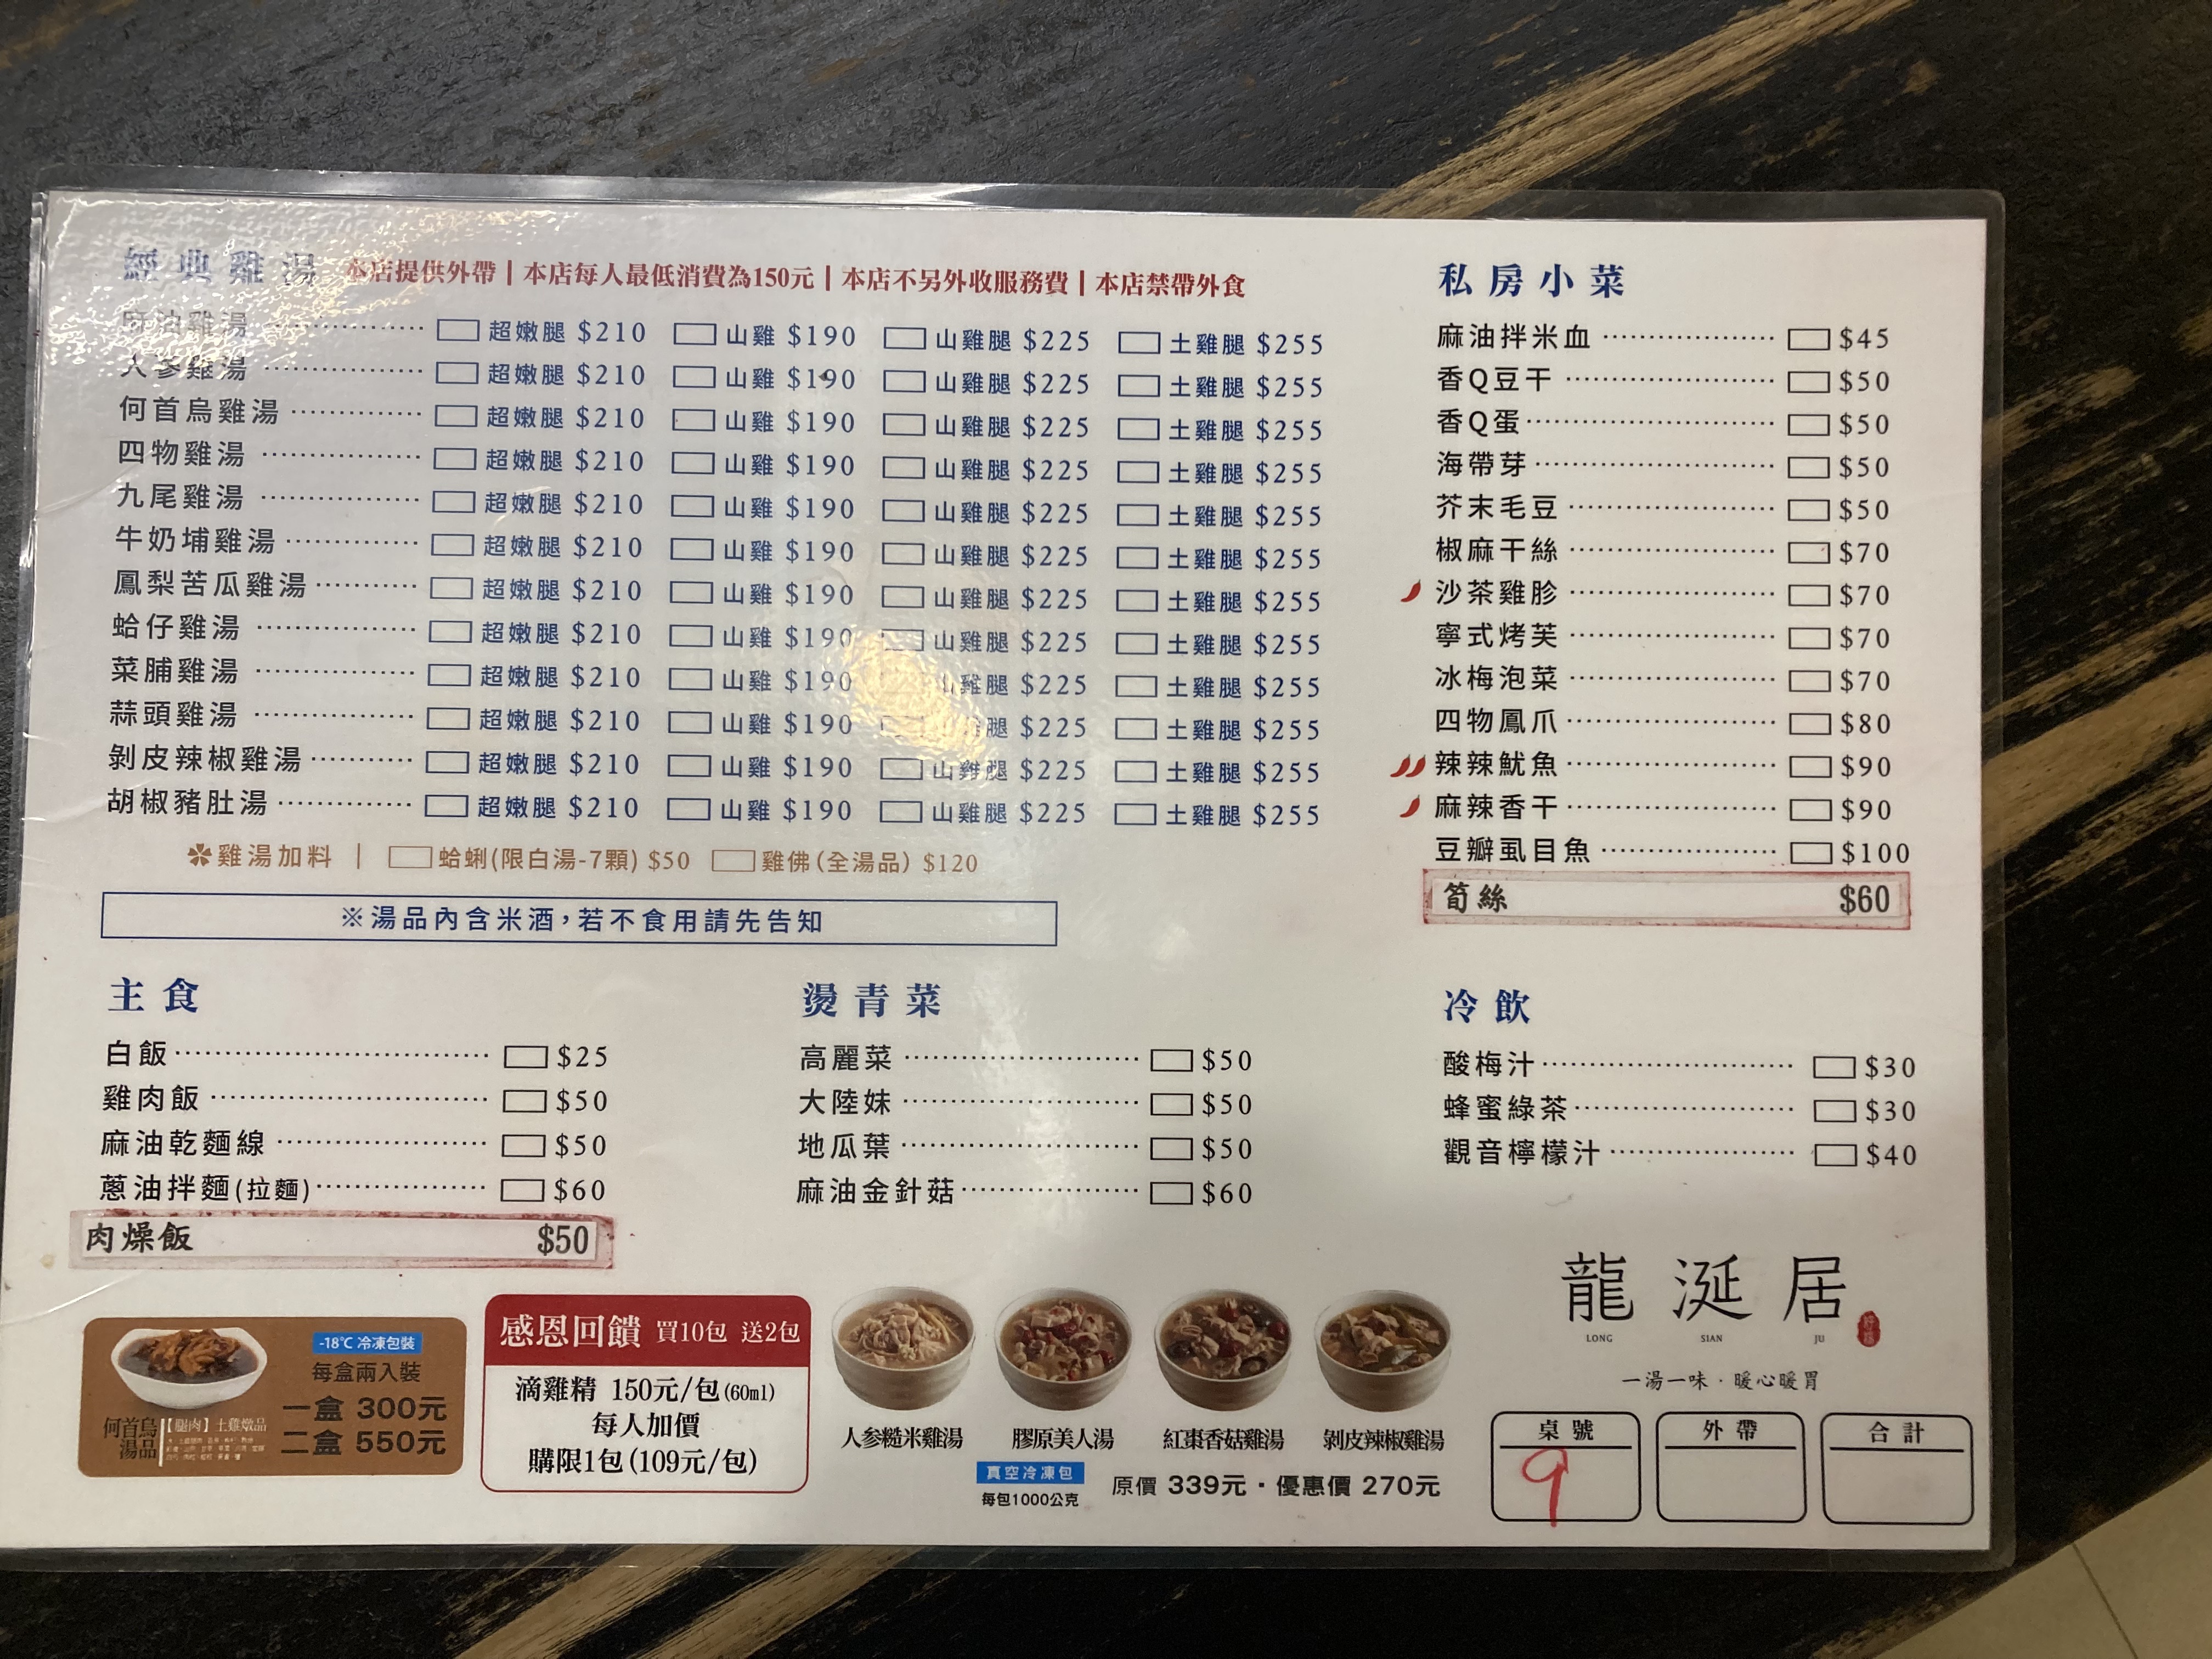 經典雞湯 本店提供外帶 | 本店每人最低消費為150元 | 本店不另外收服務費 | 本店禁帶外食
麻油雞湯 超嫩腿 $210 山雞 $190 山雞腿 $225 土雞腿 $255
人參雞湯 超嫩腿 $210 山雞 $190 山雞腿 $225 土雞腿 $255
何首烏雞湯 超嫩腿 $210 山雞 $190 山雞腿 $225 土雞腿 $255
四物雞湯 超嫩腿 $210 山雞 $190 山雞腿 $225 土雞腿 $255
九尾雞湯 超嫩腿 $210 山雞 $190 山雞腿 $225 土雞腿 $255
牛奶埔雞湯 超嫩腿 $210 山雞 $190 山雞腿 $225 土雞腿 $255
鳳梨苦瓜雞湯 超嫩腿 $210 山雞 $190 山雞腿 $225 土雞腿 $255
蛤仔雞湯 超嫩腿 $210 山雞 $190 山雞腿 $225 土雞腿 $255
菜脯雞湯 超嫩腿 $210 山雞 $190 山雞腿 $225 土雞腿 $255
蒜頭雞湯 超嫩腿 $210 山雞 $190 山雞腿 $225 土雞腿 $255
剝皮辣椒雞湯 超嫩腿 $210 山雞 $190 山雞腿 $225 土雞腿 $255
胡椒豬肚湯 超嫩腿 $210 山雞 $190 山雞腿 $225 土雞腿 $255
雞湯加料 | 蛤蜊(限白湯-7顆) $50 雞佛(全湯品) $120
※湯品內含米酒,若不食用請先告知
私房小菜
麻油拌米血 $45
香Q豆干 $50
香Q蛋 $50
海帶芽 $50
芥末毛豆 $50
椒麻干絲 $70
沙茶雞胗 $70
寧式烤芙 $70
冰梅泡菜 $70
四物鳳爪 $80
辣辣魷魚 $90
麻辣香干 $90
豆瓣虱目魚 $100
筍絲 $60
主食
白飯 $25
雞肉飯 $50
麻油乾麵線 $50
蔥油拌麵(拉麵) $60
肉燥飯 $50
燙青菜
高麗菜 $50
大陸妹 $50
地瓜葉 $50
麻油金針菇 $60
冷飲
酸梅汁 $30
蜂蜜綠茶 $30
觀音檸檬汁 $40
-18℃ 冷凍包裝
每盒兩入裝
一盒 300元
二盒 550元
何首烏湯品
【腿肉】土雞燉品
感恩回饋 買10包 送2包
滴雞精 150元/包(60ml)
每人加價
購限1包(109元/包)
人参糙米雞湯 膠原美人湯 紅棗香菇雞湯 剝皮辣椒雞湯
真空冷凍包
每包1000公克
原價 339元・優惠價 270元
龍涎居
LONG SIAN JU
一湯一味・暖心暖胃
桌號 外帶 合計
9